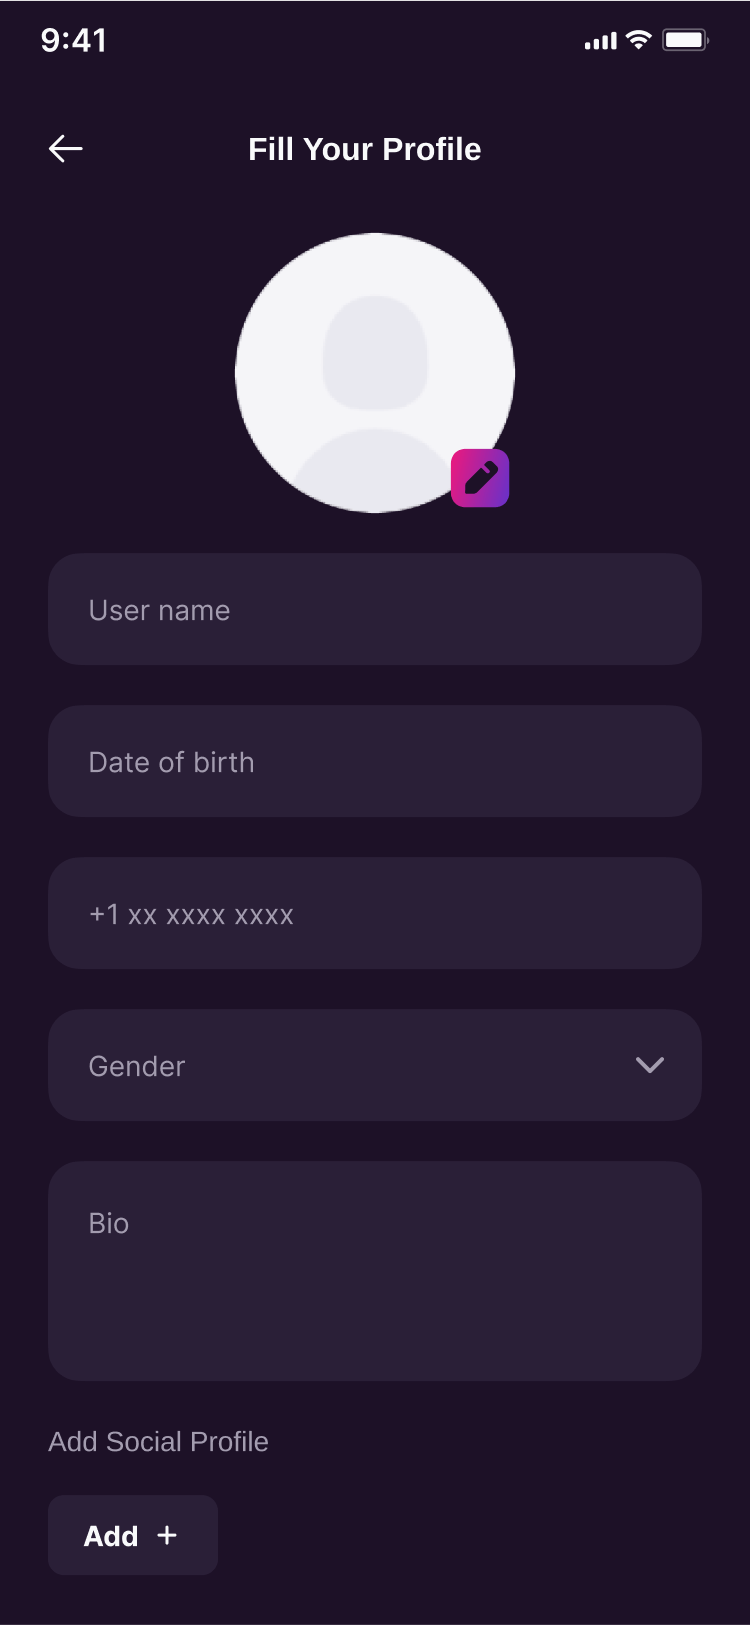 9:41
Fill Your Profile
User name
Date of birth
+1 xx xxxx xxxx
Gender
Bio
Add Social Profile
Add +